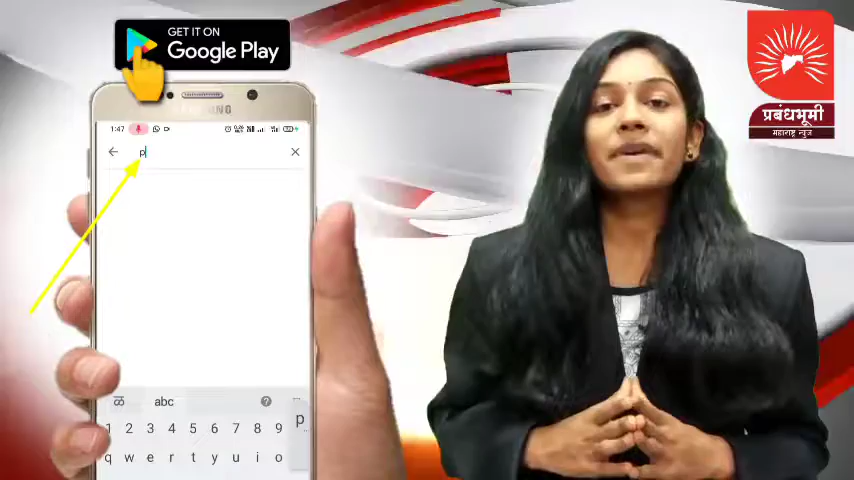 GET IT ON
Google Play
प्रबंधभूमी
महाराष्ट्र न्यूज
1:47
p
abc
p
1 2 3 4 5 6 7 8 9
q w e r t y u i o